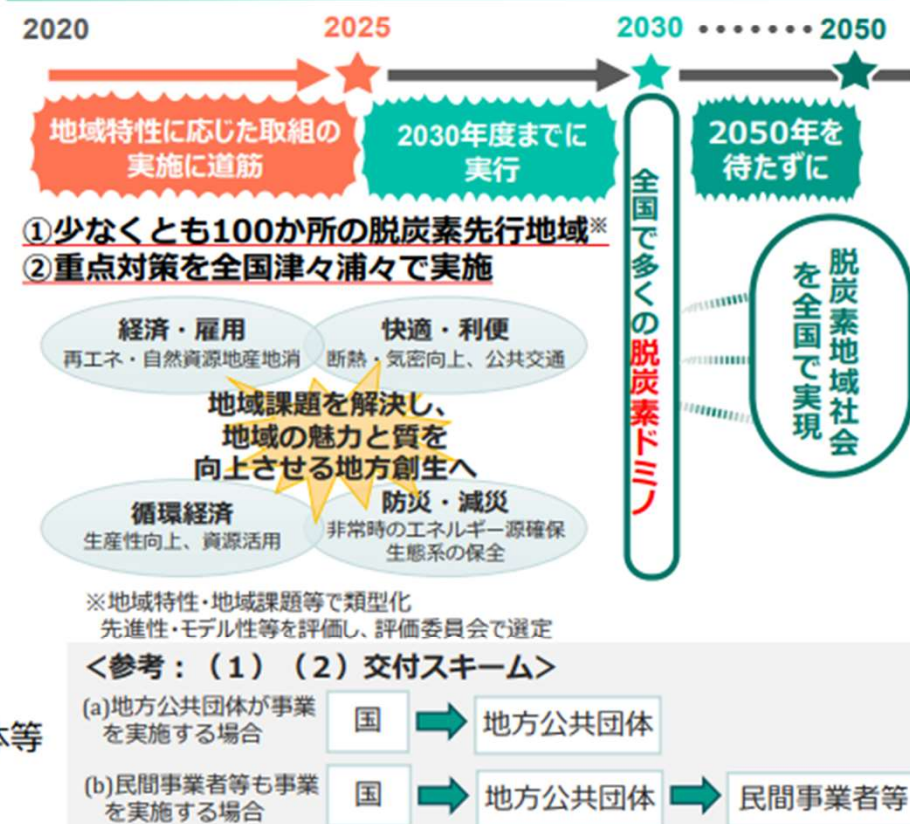 2020
2025
2030
2050
地域特性に応じた取組の
実施に道筋
2030年度までに
実行
2050年を
待たずに
①少なくとも100か所の脱炭素先行地域※
②重点対策を全国津々浦々で実施
経済・雇用
再エネ・自然資源地産地消
快適・利便
断熱・気密向上、公共交通
地域課題を解決し、
地域の魅力と質を
向上させる地方創生へ
循環経済
生産性向上、資源活用
防災・減災
非常時のエネルギー源確保
生態系の保全
全国で多くの脱炭素ドミノ
脱炭素地域社会
を全国で実現
※地域特性・地域課題等で類型化
先進性・モデル性等を評価し、評価委員会で選定
<参考：（１）（２）交付スキーム>
(a)地方公共団体が事業
を実施する場合
国
地方公共団体
体等
(b)民間事業者等も事業
を実施する場合
国
地方公共団体
民間事業者等